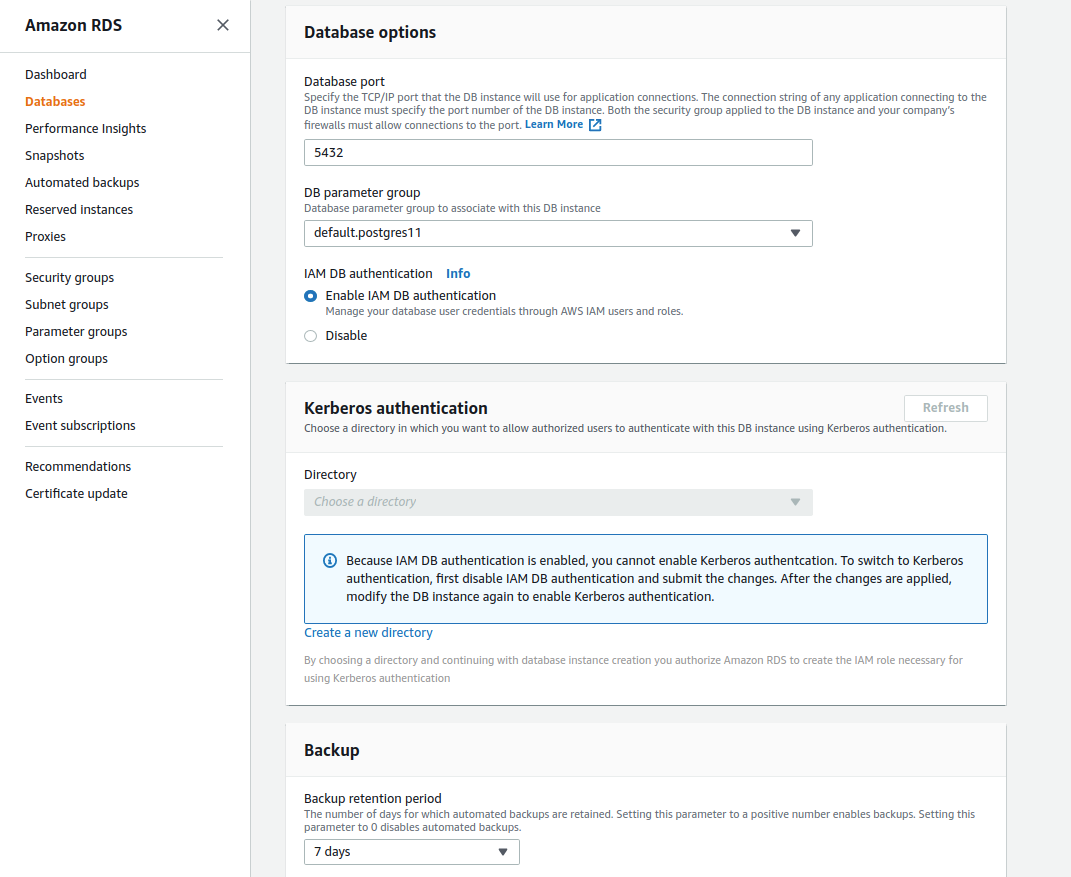 Amazon RDS
Dashboard
Databases
Performance Insights
Snapshots
Automated backups
Reserved instances
Proxies
Security groups
Subnet groups
Parameter groups
Option groups
Events
Event subscriptions
Recommendations
Certificate update
Database options
Database port
Specify the TCP/IP port that the DB instance will use for application connections. The connection string of any application connecting to the
DB instance must specify the port number of the DB instance. Both the security group applied to the DB instance and your company's
firewalls must allow connections to the port. Learn More
5432
DB parameter group
Database parameter group to associate with this DB instance
default.postgres11
IAM DB authentication Info
Enable IAM DB authentication
Manage your database user credentials through AWS IAM users and roles.
Disable
Kerberos authentication
Refresh
Choose a directory in which you want to allow authorized users to authenticate with this DB instance using Kerberos authentication.
Directory
Choose a directory
Because IAM DB authentication is enabled, you cannot enable Kerberos authentcation. To switch to Kerberos
authentication, first disable IAM DB authentication and submit the changes. After the changes are applied,
modify the DB instance again to enable Kerberos authentication.
Create a new directory
By choosing a directory and continuing with database instance creation you authorize Amazon RDS to create the IAM role necessary for
using Kerberos authentication
Backup
Backup retention period
The number of days for which automated backups are retained. Setting this parameter to a positive number enables backups. Setting this
parameter to 0 disables automated backups.
7 days